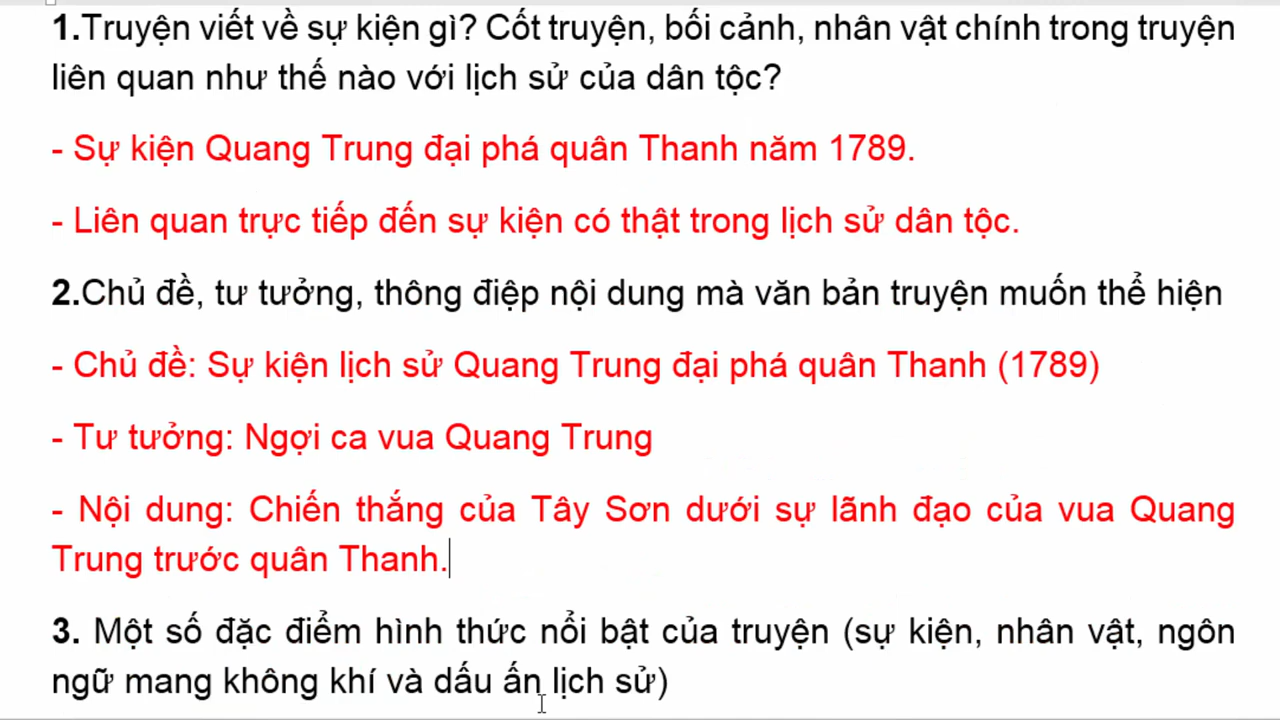 1.Truyện viết về sự kiện gì? Cốt truyện, bối cảnh, nhân vật chính trong truyện
liên quan như thế nào với lịch sử của dân tộc?
- Sự kiện Quang Trung đại phá quân Thanh năm 1789.
- Liên quan trực tiếp đến sự kiện có thật trong lịch sử dân tộc.
2.Chủ đề, tư tưởng, thông điệp nội dung mà văn bản truyện muốn thể hiện
- Chủ đề: Sự kiện lịch sử Quang Trung đại phá quân Thanh (1789)
- Tư tưởng: Ngợi ca vua Quang Trung
- Nội dung: Chiến thắng của Tây Sơn dưới sự lãnh đạo của vua Quang
Trung trước quân Thanh.
3. Một số đặc điểm hình thức nổi bật của truyện (sự kiện, nhân vật, ngôn
ngữ mang không khí và dấu ấn lịch sử)